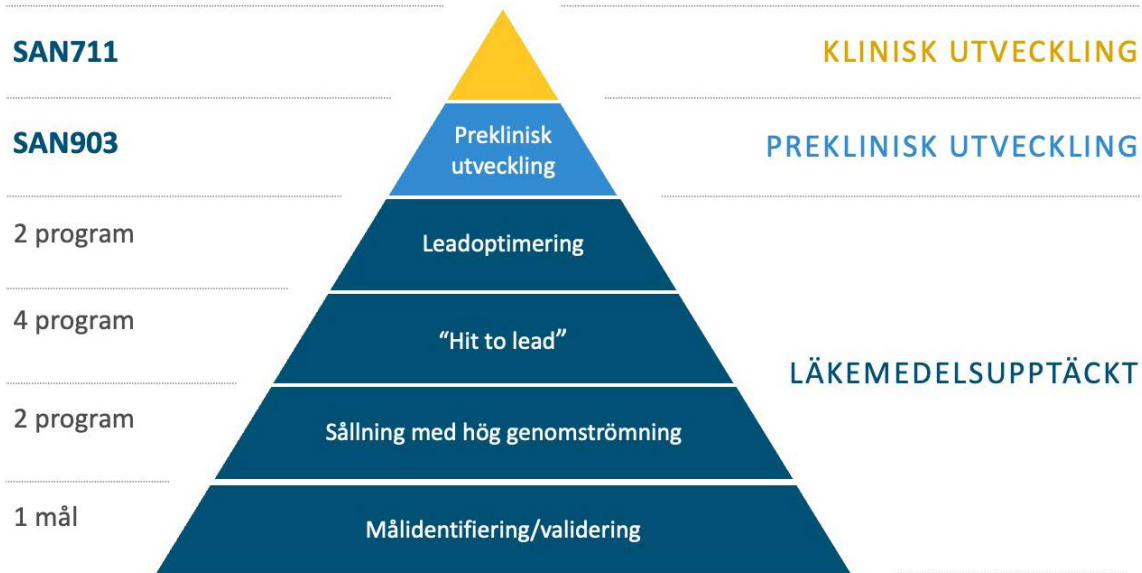 SAN711
KLINISK UTVECKLING
SAN903
Preklinisk
utveckling
PREKLINISK UTVECKLING
2 program
Leadoptimering
4 program
“Hit to lead”
LÄKEMEDELSUPPTÄCKT
2 program
Sållning med hög genomströmning
1 mål
Målidentifiering/validering